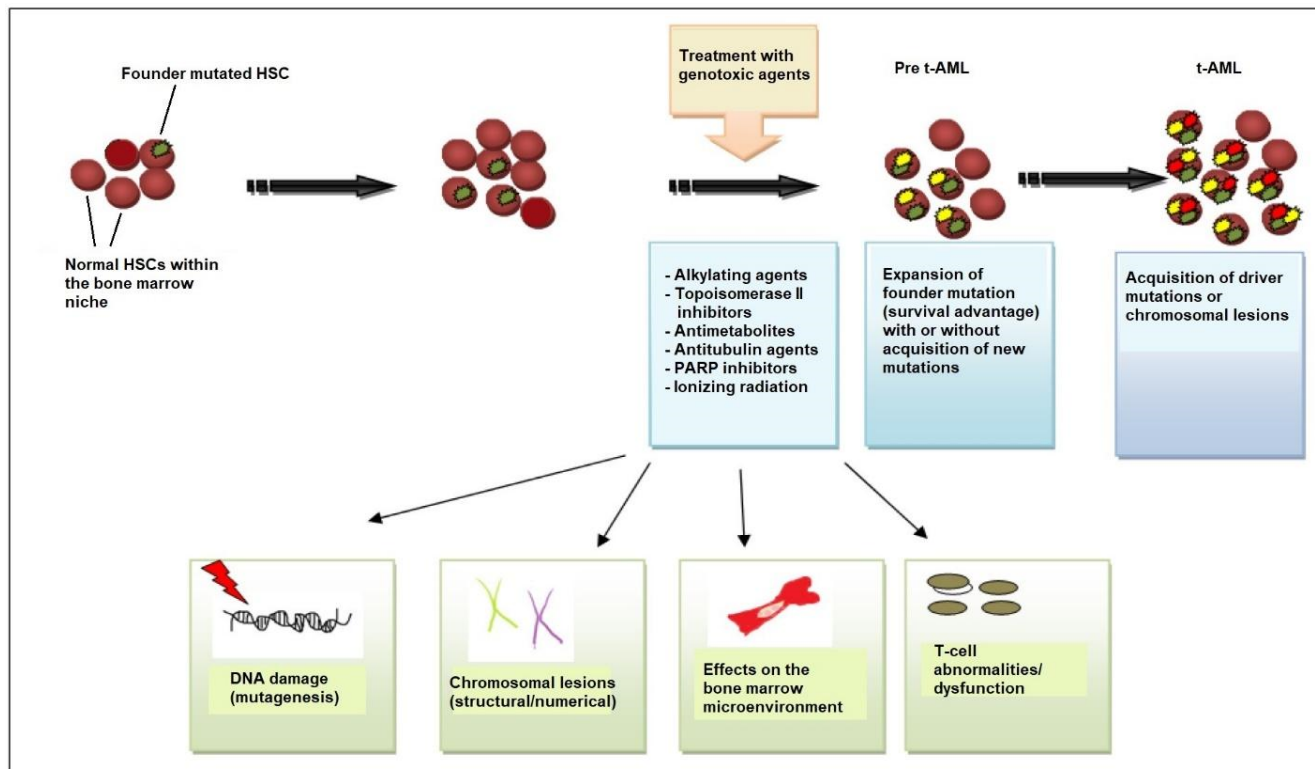 Founder mutated HSC
Normal HSCs within
the bone marrow
niche
Treatment with
genotoxic agents
Pre t-AML
t-AML
- Alkylating agents
- Topoisomerase II
inhibitors
- Antimetabolites
- Antitubulin agents
- PARP inhibitors
- Ionizing radiation
Expansion of
founder mutation
(survival advantage)
with or without
acquisition of new
mutations
Acquisition of driver
mutations or
chromosomal lesions
DNA damage
(mutagenesis)
Chromosomal lesions
(structural/numerical)
Effects on the
bone marrow
microenvironment
T-cell
abnormalities/
dysfunction